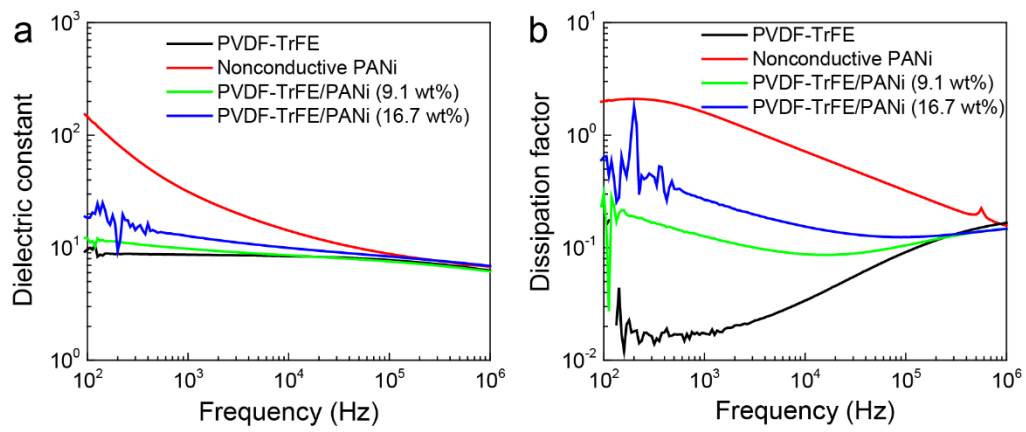 a
PVDF-TrFE
Nonconductive PANi
PVDF-TrFE/PANi (9.1 wt%)
PVDF-TrFE/PANi (16.7 wt%)
Dielectric constant
10³
10²
10¹
10⁰
10² 10³ 10⁴ 10⁵ 10⁶
Frequency (Hz)
b
PVDF-TrFE
Nonconductive PANi
PVDF-TrFE/PANi (9.1 wt%)
PVDF-TrFE/PANi (16.7 wt%)
Dissipation factor
10¹
10⁰
10⁻¹
10⁻²
10² 10³ 10⁴ 10⁵ 10⁶
Frequency (Hz)